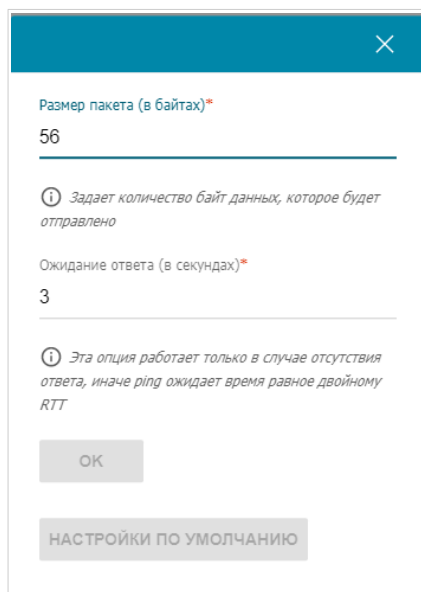 Размер пакета (в байтах)*
56
Задает количество байт данных, которое будет
отправлено
Ожидание ответа (в секундах)*
3
Эта опция работает только в случае отсутствия
ответа, иначе ping ожидает время равное двойному
RTT
OK
НАСТРОЙКИ ПО УМОЛЧАНИЮ